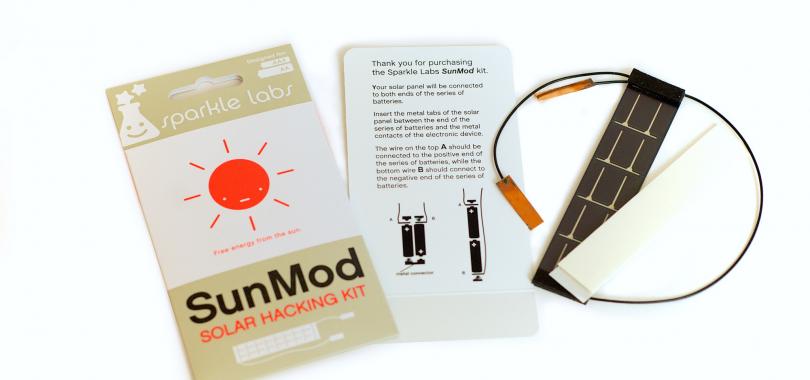 Designed for:
AAA
AA
sparkle labs
Free energy from the sun.
SunMod
SOLAR HACKING KIT
Thank you for purchasing
the Sparkle Labs SunMod kit.
Your solar panel will be connected
to both ends of the series of
batteries.
Insert the metal tabs of the solar
panel between the end of the
series of batteries and the metal
contacts of the electronic device.
The wire on the top A should be
connected to the positive end of
the series of batteries, while the
bottom wire B should connect to
the negative end of the series of
batteries.
A
B
A
B
metal connector